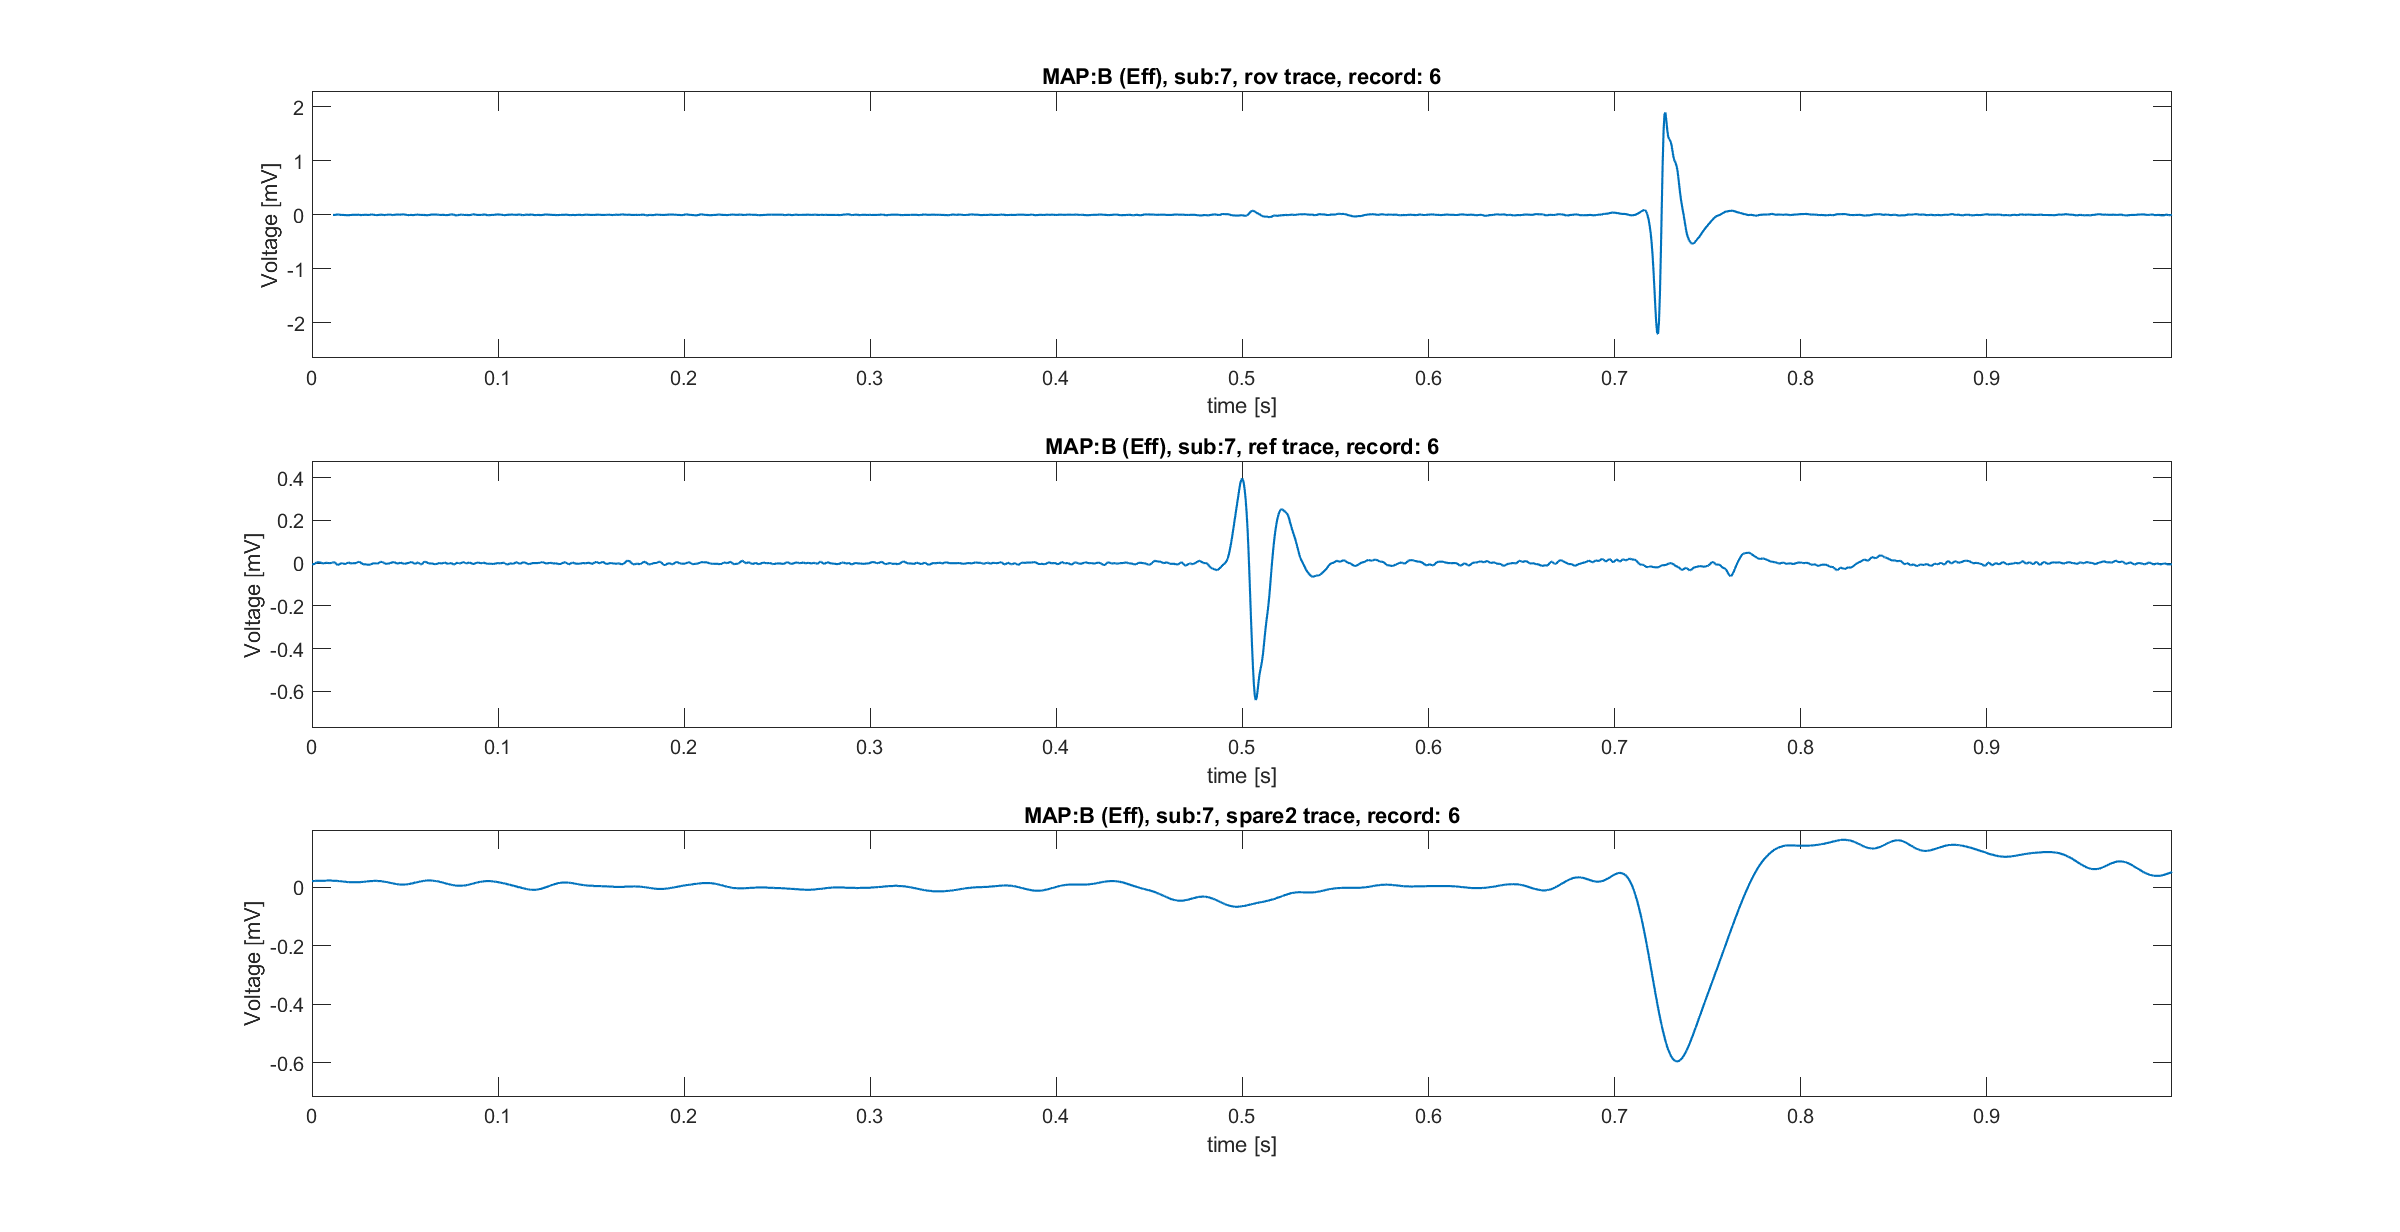 MAP:B (Eff), sub:7, rov trace, record: 6
2
1
0
-1
-2
Voltage [mV]
0 0.1 0.2 0.3 0.4 0.5 0.6 0.7 0.8 0.9
time [s]
MAP:B (Eff), sub:7, ref trace, record: 6
0.4
0.2
0
-0.2
-0.4
-0.6
Voltage [mV]
0 0.1 0.2 0.3 0.4 0.5 0.6 0.7 0.8 0.9
time [s]
MAP:B (Eff), sub:7, spare2 trace, record: 6
0
-0.2
-0.4
-0.6
Voltage [mV]
0 0.1 0.2 0.3 0.4 0.5 0.6 0.7 0.8 0.9
time [s]